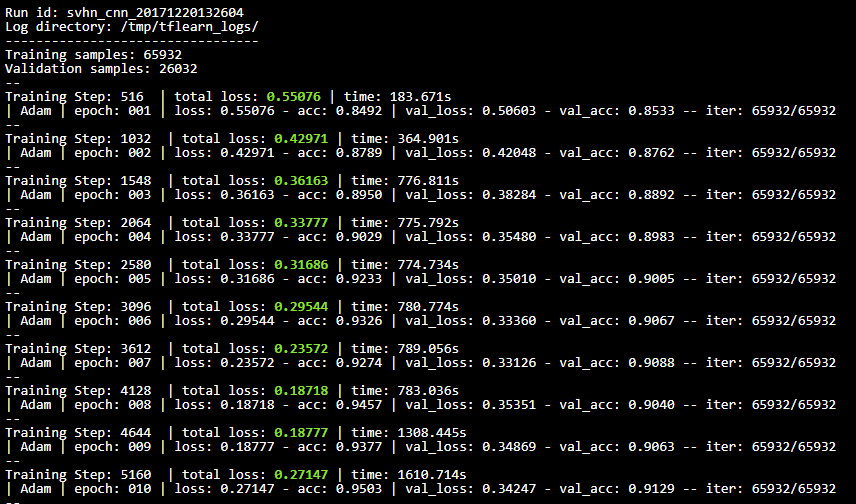 Run id: svhn_cnn_20171220132604
Log directory: /tmp/tflearn_logs/
---------------------------------
Training samples: 65932
Validation samples: 26032
--
Training Step: 516  | total loss: 0.55076 | time: 183.671s
| Adam | epoch: 001 | loss: 0.55076 - acc: 0.8492 | val_loss: 0.50603 - val_acc: 0.8533 -- iter: 65932/65932
--
Training Step: 1032  | total loss: 0.42971 | time: 364.901s
| Adam | epoch: 002 | loss: 0.42971 - acc: 0.8789 | val_loss: 0.42048 - val_acc: 0.8762 -- iter: 65932/65932
--
Training Step: 1548  | total loss: 0.36163 | time: 776.811s
| Adam | epoch: 003 | loss: 0.36163 - acc: 0.8950 | val_loss: 0.38284 - val_acc: 0.8892 -- iter: 65932/65932
--
Training Step: 2064  | total loss: 0.33777 | time: 775.792s
| Adam | epoch: 004 | loss: 0.33777 - acc: 0.9029 | val_loss: 0.35480 - val_acc: 0.8983 -- iter: 65932/65932
--
Training Step: 2580  | total loss: 0.31686 | time: 774.734s
| Adam | epoch: 005 | loss: 0.31686 - acc: 0.9233 | val_loss: 0.35010 - val_acc: 0.9005 -- iter: 65932/65932
--
Training Step: 3096  | total loss: 0.29544 | time: 780.774s
| Adam | epoch: 006 | loss: 0.29544 - acc: 0.9326 | val_loss: 0.33360 - val_acc: 0.9067 -- iter: 65932/65932
--
Training Step: 3612  | total loss: 0.23572 | time: 789.056s
| Adam | epoch: 007 | loss: 0.23572 - acc: 0.9274 | val_loss: 0.33126 - val_acc: 0.9088 -- iter: 65932/65932
--
Training Step: 4128  | total loss: 0.18718 | time: 783.036s
| Adam | epoch: 008 | loss: 0.18718 - acc: 0.9457 | val_loss: 0.35351 - val_acc: 0.9040 -- iter: 65932/65932
--
Training Step: 4644  | total loss: 0.18777 | time: 1308.445s
| Adam | epoch: 009 | loss: 0.18777 - acc: 0.9377 | val_loss: 0.34869 - val_acc: 0.9063 -- iter: 65932/65932
--
Training Step: 5160  | total loss: 0.27147 | time: 1610.714s
| Adam | epoch: 010 | loss: 0.27147 - acc: 0.9503 | val_loss: 0.34247 - val_acc: 0.9129 -- iter: 65932/65932
--